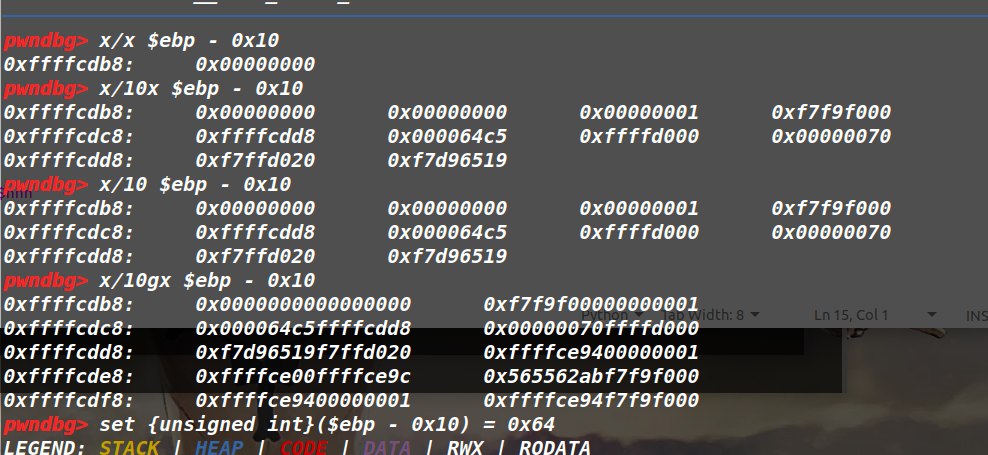 pwndbg> x/x $ebp - 0x10
0xffffcdb8: 0x00000000
pwndbg> x/10x $ebp - 0x10
0xffffcdb8: 0x00000000 0x00000000 0x00000001 0xf7f9f000
0xffffcdc8: 0xffffcdd8 0x000064c5 0xffffd000 0x00000070
0xffffcdd8: 0xf7ffd020 0xf7d96519
pwndbg> x/10 $ebp - 0x10
0xffffcdb8: 0x00000000 0x00000000 0x00000001 0xf7f9f000
0xffffcdc8: 0xffffcdd8 0x000064c5 0xffffd000 0x00000070
0xffffcdd8: 0xf7ffd020 0xf7d96519
pwndbg> x/10gx $ebp - 0x10
0xffffcdb8: 0x0000000000000000 0xf7f9f00000000001
0xffffcdc8: 0x000064c5ffffcdd8 0x00000070ffffd000
Python Tab Width: 8 Ln 15, Col 1 INS
0xffffcdd8: 0xf7d96519f7ffd020 0xffffce9400000001
0xffffcde8: 0xffffce00ffffce9c 0x565562abf7f9f000
0xffffcdf8: 0xffffce9400000001 0xffffce94f7f9f000
pwndbg> set {unsigned int}($ebp - 0x10) = 0x64
LEGEND: STACK | HEAP | CODE | DATA | RWX | RODATA